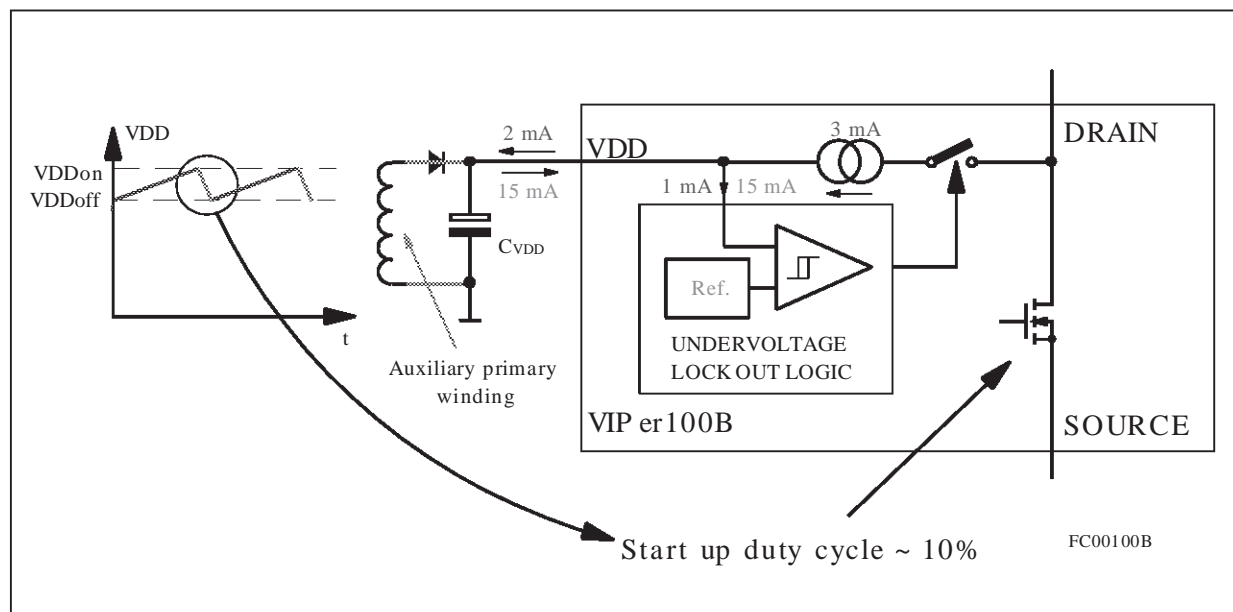 VDD
VDDon
VDDoff
t
Auxiliary primary
winding
CVDD
2 mA
15 mA
VDD
1 mA 15 mA
3 mA
DRAIN
Ref.
UNDERVOLTAGE
LOCK OUT LOGIC
VIP er100B
SOURCE
Start up duty cycle ~ 10%
FC00100B